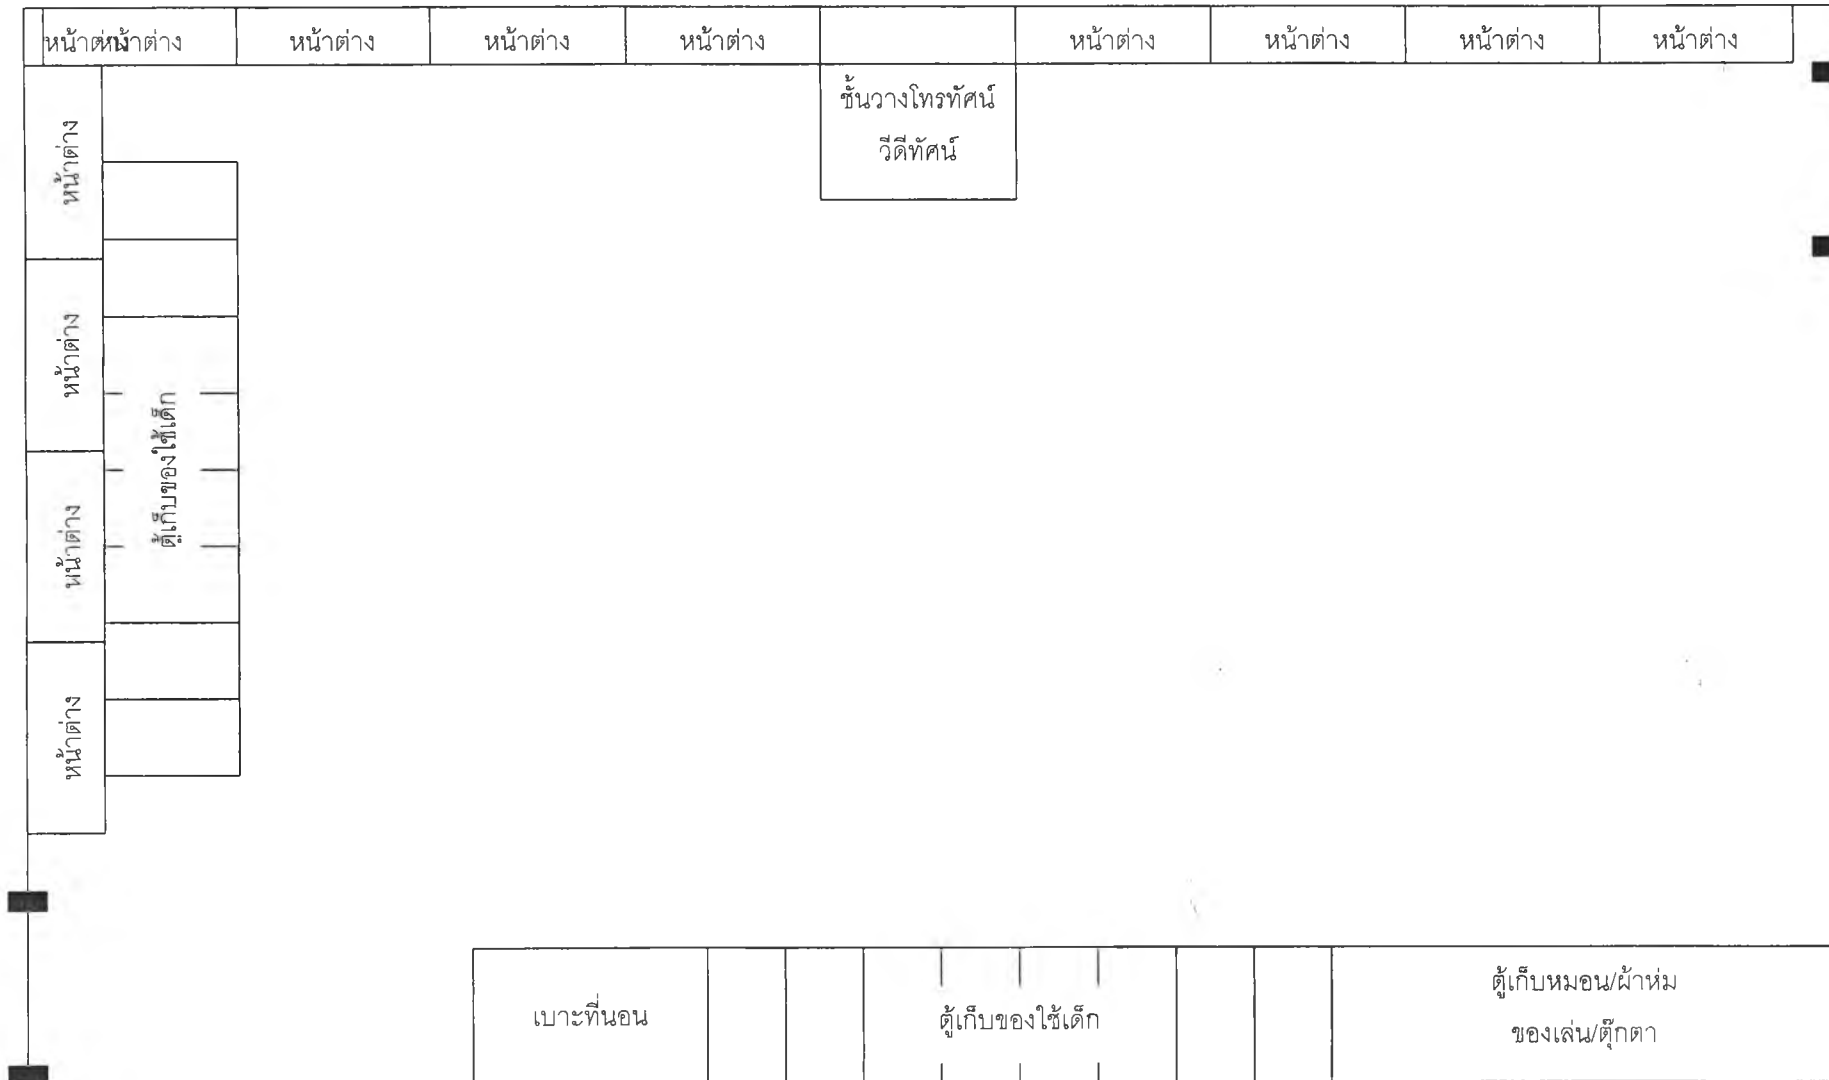 หน้าต่าง หน้าต่าง หน้าต่าง หน้าต่าง หน้าต่าง หน้าต่าง หน้าต่าง หน้าต่าง หน้าต่าง
ชั้นวางโทรทัศน์
วีดีทัศน์
หน้าต่าง
หน้าต่าง
ตู้เก็บของใช้เด็ก
หน้าต่าง
หน้าต่าง
เบาะที่นอน
ตู้เก็บของใช้เด็ก
ตู้เก็บหมอน/ผ้าห่ม
ของเล่น/ตุ๊กตา